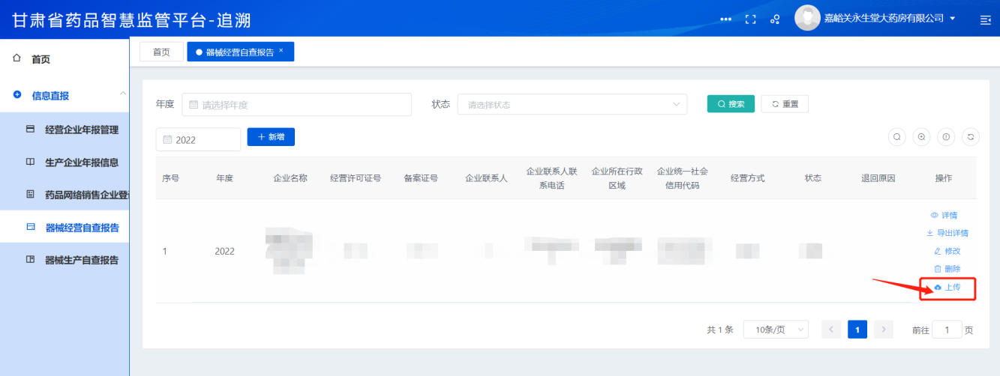 甘肃省药品智慧监管平台-追溯
嘉峪关永生堂大药房有限公司
首页
信息直报
经营企业年报管理
生产企业年报信息
药品网络销售企业登
器械经营自查报告
器械生产自查报告
首页
器械经营自查报告 ×
年度 请选择年度 状态 请选择状态 搜索 重置
2022 + 新增
序号 年度 企业名称 经营许可证号 备案证号 企业联系人 企业联系人联系电话 企业所在行政区域 企业统一社会信用代码 经营方式 状态 退回原因 操作
1 2022
详情
导出详情
修改
删除
上传
共 1 条 10条/页 < 1 > 前往 1 页